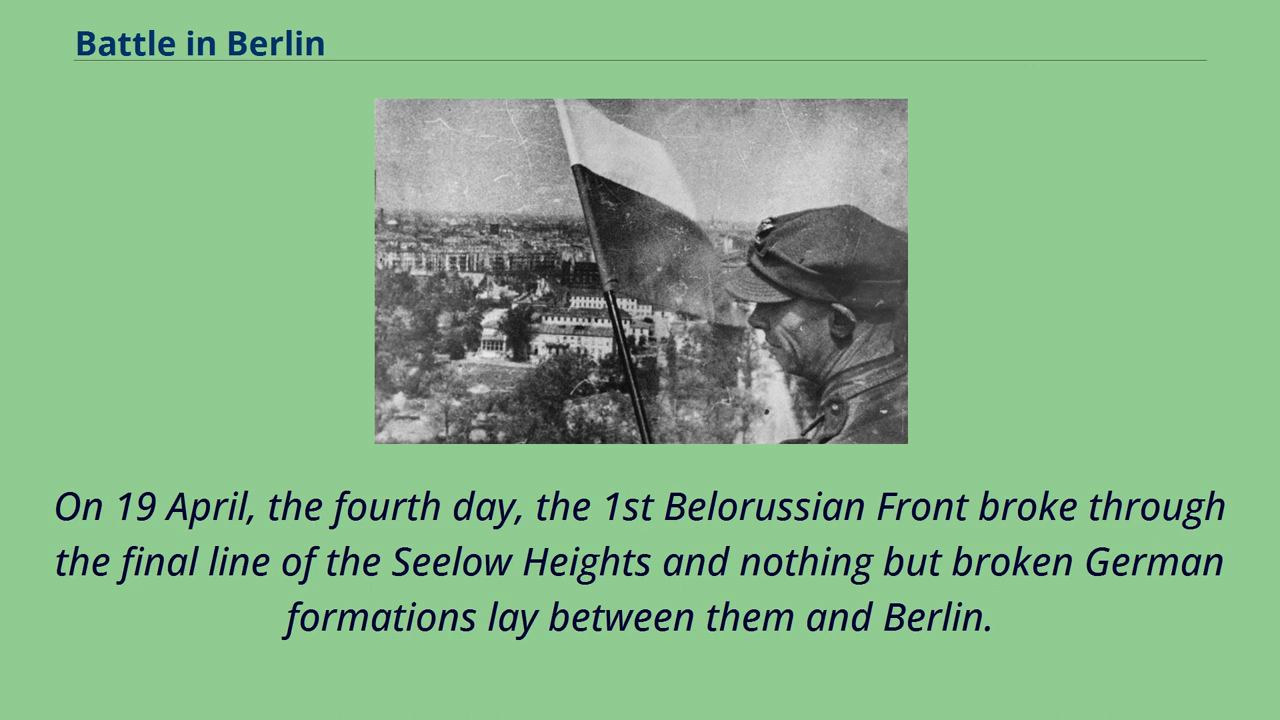 Battle in Berlin
On 19 April, the fourth day, the 1st Belorussian Front broke through
the final line of the Seelow Heights and nothing but broken German
formations lay between them and Berlin.